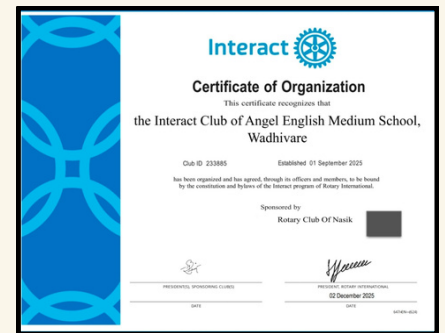 Interact
Certificate of Organization
This certificate recognizes that
the Interact Club of Angel English Medium School,
Wadhivare
Club ID 233885 Established 01 September 2025
has been organized and has agreed, through its officers and members, to be bound
by the constitution and bylaws of the Interact program of Rotary International.
Sponsored by
Rotary Club Of Nasik
PRESIDENT(S), SPONSORING CLUB(S)
PRESIDENT, ROTARY INTERNATIONAL
02 December 2025
DATE
DATE